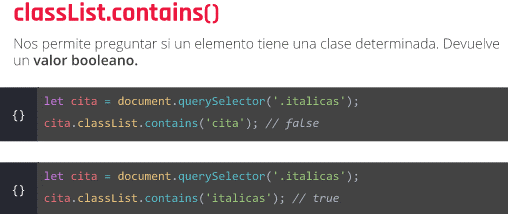 classList.contains()
Nos permite preguntar si un elemento tiene una clase determinada. Devuelve
un valor booleano.
{}
let cita = document.querySelector('.italicas');
cita.classList.contains('cita'); // false
{}
let cita = document.querySelector('.italicas');
cita.classList.contains('italicas'); // true